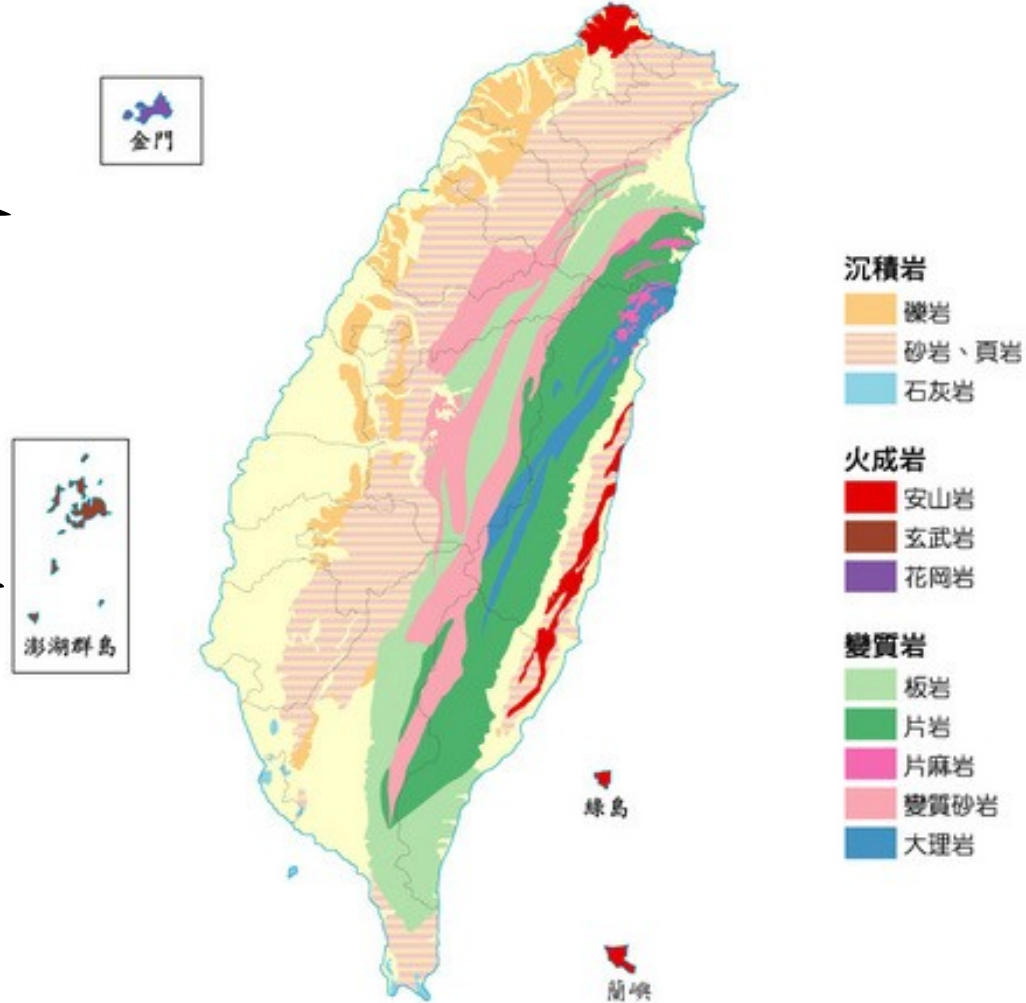 金門
澎湖群島
綠島
蘭嶼
沉積岩
礫岩
砂岩、頁岩
石灰岩
火成岩
安山岩
玄武岩
花岡岩
變質岩
板岩
片岩
片麻岩
變質砂岩
大理岩